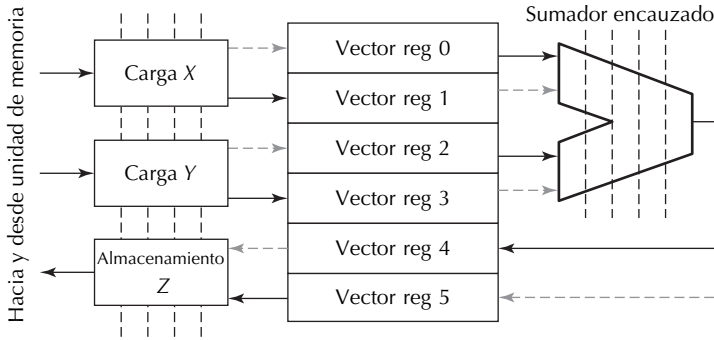 Sumador encauzado
Hacia y desde unidad de memoria
Carga X
Carga Y
Almacenamiento
Z
Vector reg 0
Vector reg 1
Vector reg 2
Vector reg 3
Vector reg 4
Vector reg 5